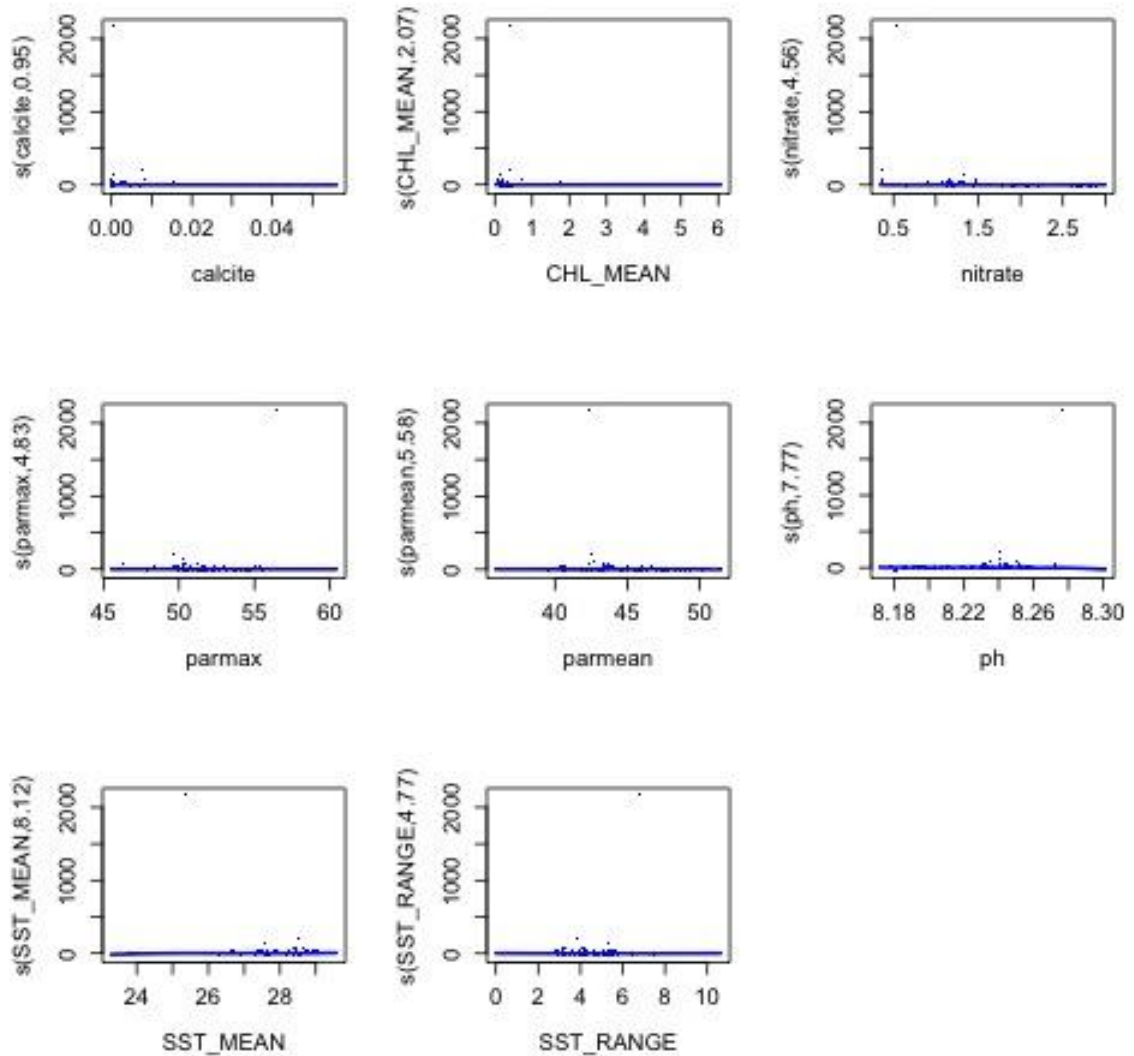 s(calcite,0.95)
0 1000 2000
0.00 0.02 0.04
calcite
s(CHL_MEAN,2.07)
0 1000 2000
0 1 2 3 4 5 6
CHL_MEAN
s(nitrate,4.56)
0 1000 2000
0.5 1.5 2.5
nitrate
s(parmax,4.83)
0 1000 2000
45 50 55 60
parmax
s(parmean,5.58)
0 1000 2000
40 45 50
parmean
s(ph,7.77)
0 1000 2000
8.18 8.22 8.26 8.30
ph
s(SST_MEAN,8.12)
0 1000 2000
24 26 28
SST_MEAN
s(SST_RANGE,4.77)
0 1000 2000
0 2 4 6 8 10
SST_RANGE